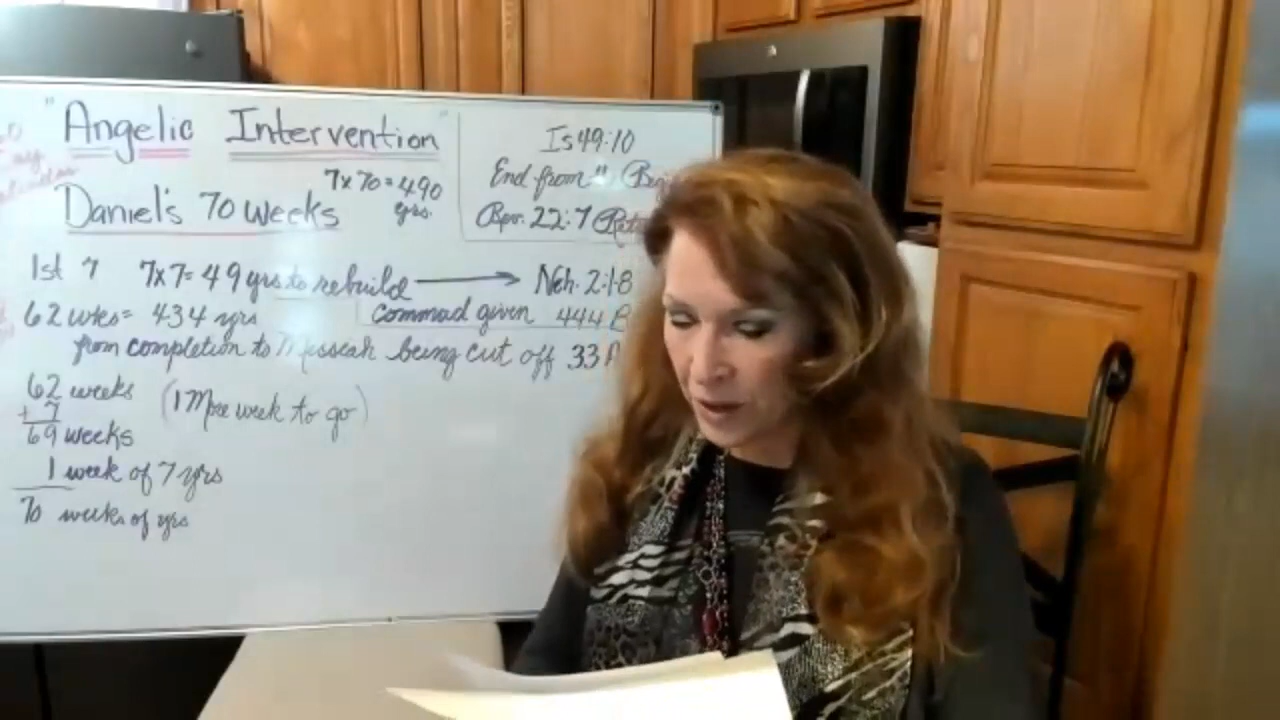 "Angelic Intervention"
Is 49:10
7x70=490
yrs.
End from"
Daniel's 70 weeks
22:7
1st 7 7x7=49 yrs to rebuild Neh. 2:1-8
62 wks= 434 yrs Commad given 444
from completion to Messeah being cut off 33
62 weeks
+ 7
69 weeks
(1 More week to go)
1 week of 7 yrs
70 weeks of yrs